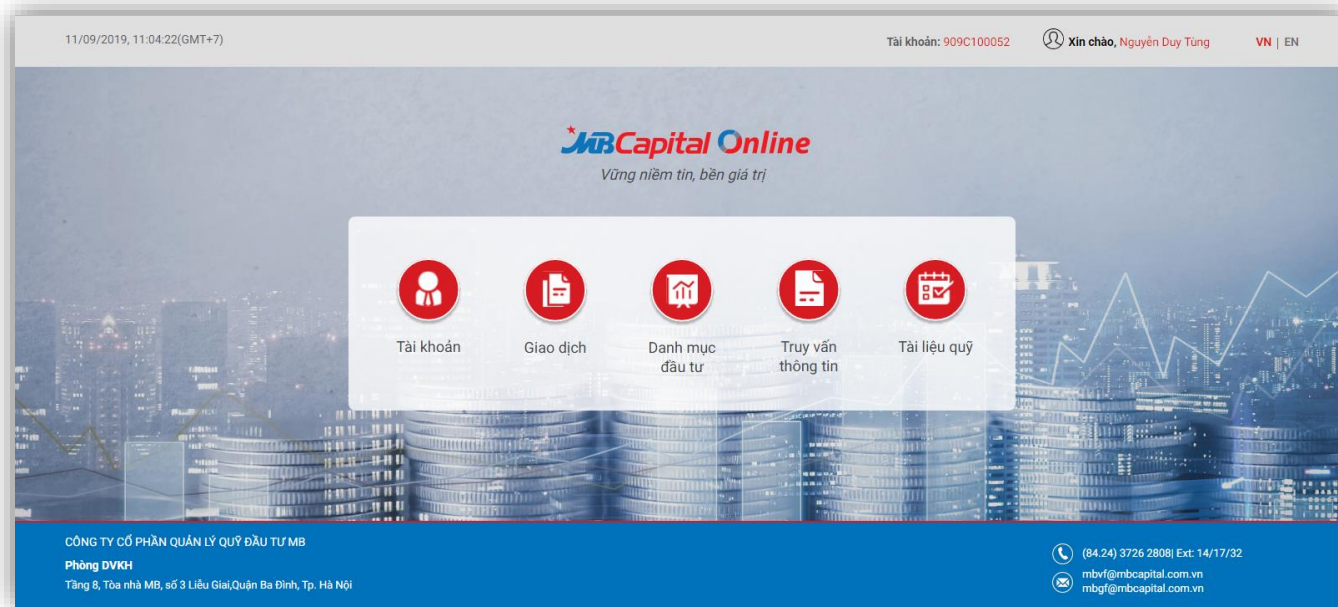 11/09/2019, 11:04:22(GMT+7)
Tài khoản: 909C100052
Xin chào, Nguyễn Duy Tùng
VN | EN
MBCapital Online
Vững niềm tin, bền giá trị
Tài khoản
Giao dịch
Danh mục
đầu tư
Truy vấn
thông tin
Tài liệu quỹ
CÔNG TY CỔ PHẦN QUẢN LÝ QUỸ ĐẦU TƯ MB
Phòng DVKH
Tầng 8, Tòa nhà MB, số 3 Liễu Giai,Quận Ba Đình, Tp. Hà Nội
(84.24) 3726 2808| Ext: 14/17/32
mbvf@mbcapital.com.vn
mbgf@mbcapital.com.vn